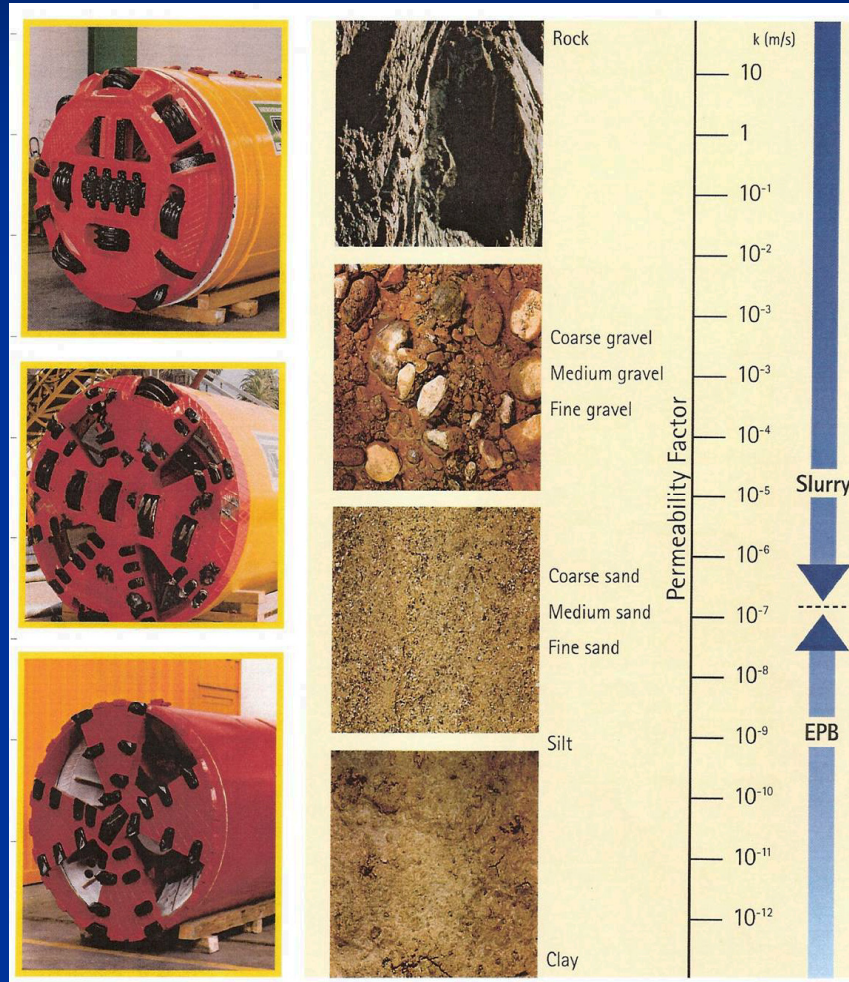 Rock
k (m/s)
10
1
10⁻¹
10⁻²
10⁻³
Coarse gravel
Medium gravel
10⁻³
Fine gravel
10⁻⁴
Permeability Factor
10⁻⁵
Slurry
10⁻⁶
Coarse sand
Medium sand
10⁻⁷
Fine sand
10⁻⁸
EPB
10⁻⁹
Silt
10⁻¹⁰
10⁻¹¹
10⁻¹²
Clay